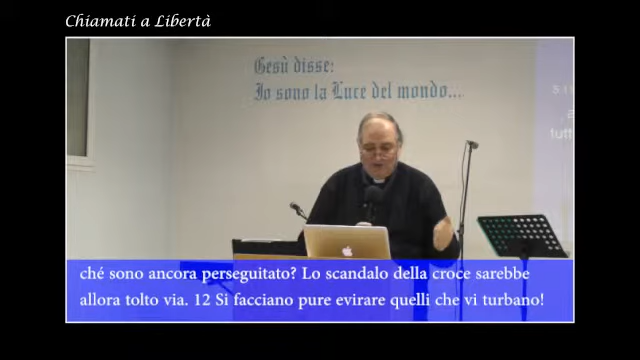 Chiamati a Libertà
Gesù disse:
Io sono la Luce del mondo...
tutt
ché sono ancora perseguitato? Lo scandalo della croce sarebbe
allora tolto via. 12 Si facciano pure evirare quelli che vi turbano!